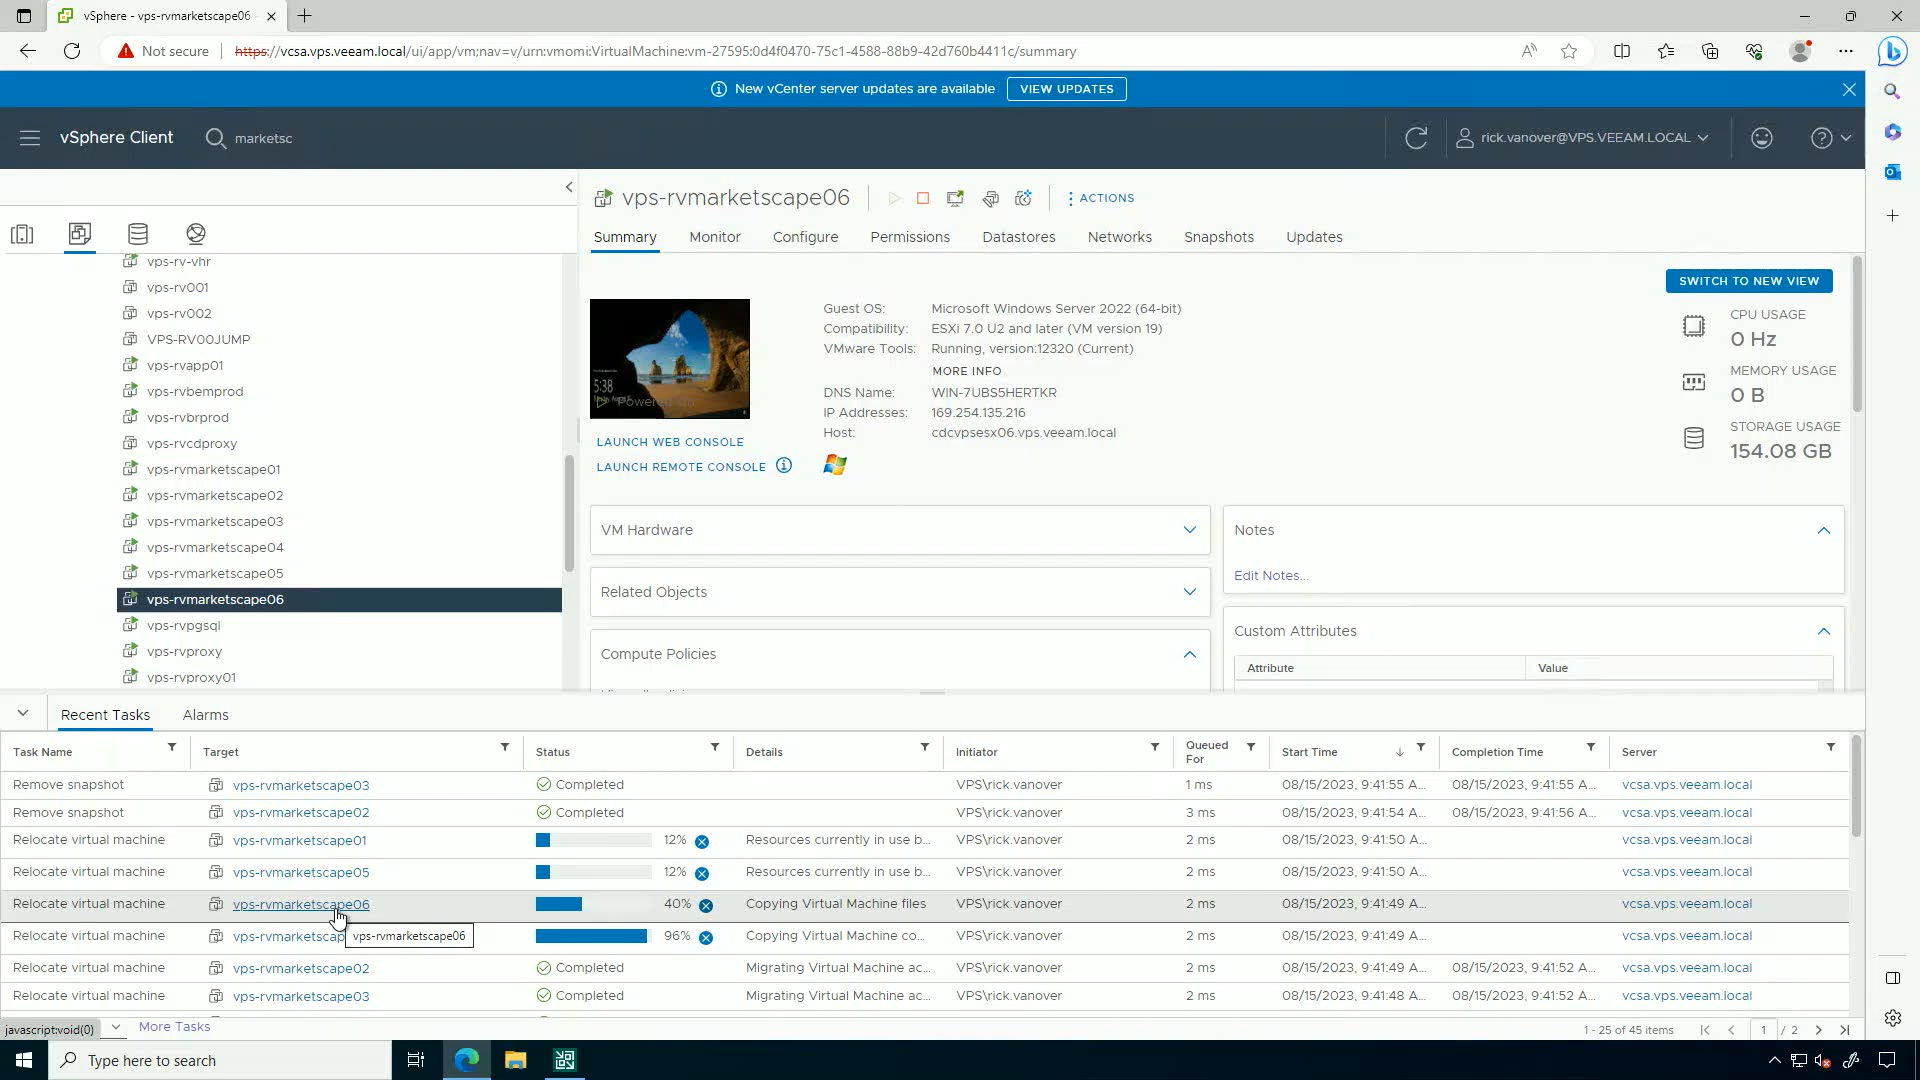 vSphere - vps-rvmarketscape06
Not secure
https://vcsa.vps.veeam.local/ui/app/vm;nav=v/urn:vmomi:VirtualMachine:vm-27595:0d4f0470-75c1-4588-88b9-42d760b4411c/summary
New vCenter server updates are available
VIEW UPDATES
vSphere Client
marketsc
rick.vanover@VPS.VEEAM.LOCAL
vps-rvmarketscape06
ACTIONS
Summary
Monitor
Configure
Permissions
Datastores
Networks
Snapshots
Updates
vps-rv-vhr
vps-rv001
vps-rv002
VPS-RV00JUMP
vps-rvapp01
vps-rvbemprod
vps-rvbrprod
vps-rvcdproxy
vps-rvmarketscape01
vps-rvmarketscape02
vps-rvmarketscape03
vps-rvmarketscape04
vps-rvmarketscape05
vps-rvmarketscape06
vps-rvpgsql
vps-rvproxy
vps-rvproxy01
5:38
LAUNCH WEB CONSOLE
LAUNCH REMOTE CONSOLE
Guest OS: Microsoft Windows Server 2022 (64-bit)
Compatibility: ESXi 7.0 U2 and later (VM version 19)
VMware Tools: Running, version:12320 (Current)
MORE INFO
DNS Name: WIN-7UBS5HERTKR
IP Addresses: 169.254.135.216
Host: cdcvpsesx06.vps.veeam.local
SWITCH TO NEW VIEW
CPU USAGE
0 Hz
MEMORY USAGE
0 B
STORAGE USAGE
154.08 GB
VM Hardware
Related Objects
Compute Policies
Notes
Edit Notes...
Custom Attributes
Attribute Value
Recent Tasks Alarms
Task Name Target Status Details Initiator Queued For Start Time Completion Time Server
Remove snapshot vps-rvmarketscape03 Completed VPS\rick.vanover 1 ms 08/15/2023, 9:41:55 A... 08/15/2023, 9:41:55 A... vcsa.vps.veeam.local
Remove snapshot vps-rvmarketscape02 Completed VPS\rick.vanover 3 ms 08/15/2023, 9:41:54 A... 08/15/2023, 9:41:56 A... vcsa.vps.veeam.local
Relocate virtual machine vps-rvmarketscape01 12% Resources currently in use b... VPS\rick.vanover 2 ms 08/15/2023, 9:41:50 A... vcsa.vps.veeam.local
Relocate virtual machine vps-rvmarketscape05 12% Resources currently in use b... VPS\rick.vanover 2 ms 08/15/2023, 9:41:50 A... vcsa.vps.veeam.local
Relocate virtual machine vps-rvmarketscape06 40% Copying Virtual Machine files VPS\rick.vanover 2 ms 08/15/2023, 9:41:49 A... vcsa.vps.veeam.local
Relocate virtual machine vps-rvmarketscap 96% Copying Virtual Machine co... VPS\rick.vanover 2 ms 08/15/2023, 9:41:49 A... vcsa.vps.veeam.local
vps-rvmarketscape06
Relocate virtual machine vps-rvmarketscape02 Completed Migrating Virtual Machine ac... VPS\rick.vanover 2 ms 08/15/2023, 9:41:49 A... 08/15/2023, 9:41:52 A... vcsa.vps.veeam.local
Relocate virtual machine vps-rvmarketscape03 Completed Migrating Virtual Machine ac... VPS\rick.vanover 2 ms 08/15/2023, 9:41:48 A... 08/15/2023, 9:41:52 A... vcsa.vps.veeam.local
javascript:void(0)
More Tasks
1 - 25 of 45 items
1 / 2
Type here to search